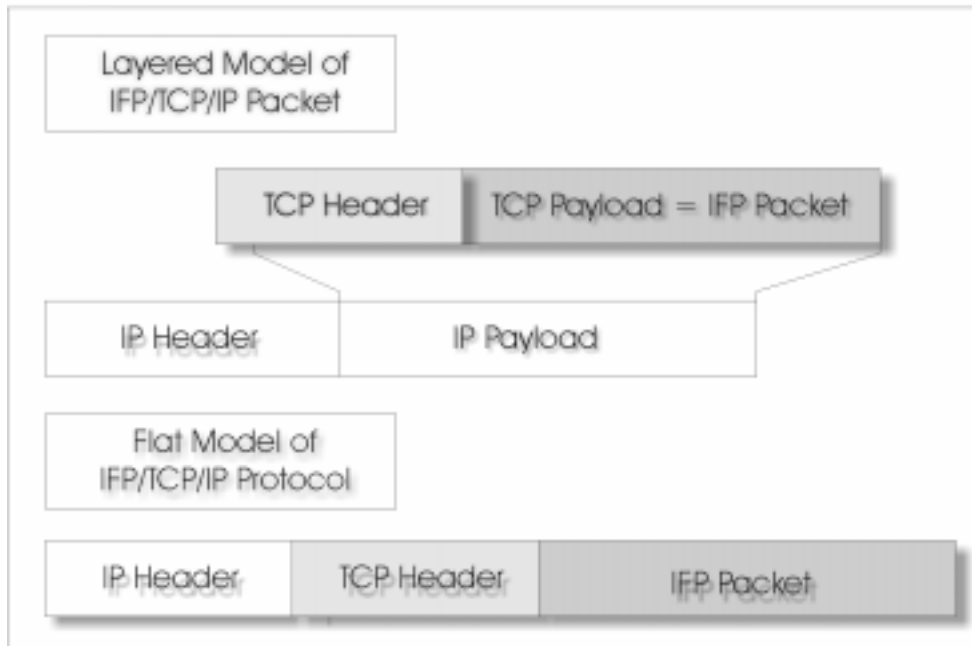 Layered Model of
IFP/TCP/IP Packet
TCP Header
TCP Payload = IFP Packet
IP Header
IP Payload
Flat Model of
IFP/TCP/IP Protocol
IP Header
TCP Header
IFP Packet